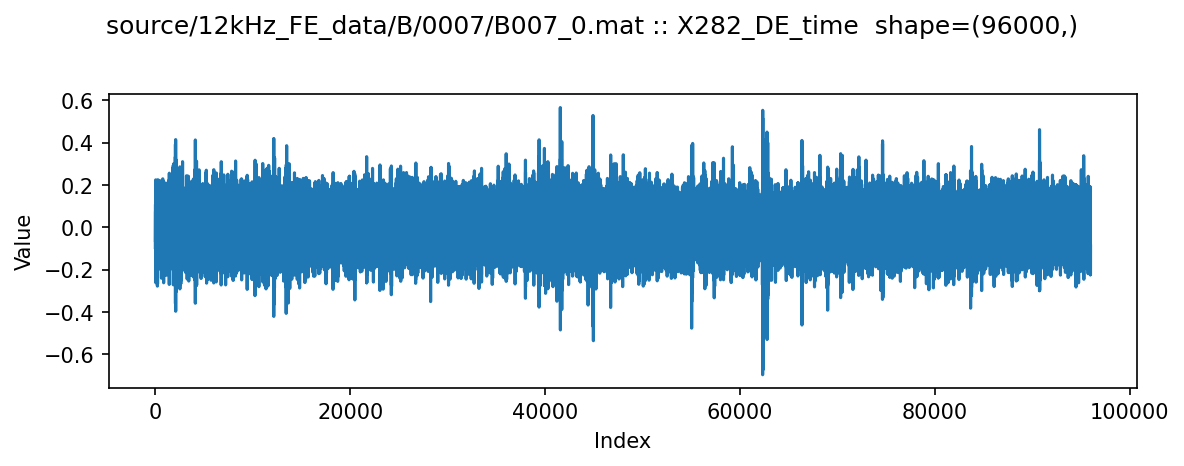 source/12kHz_FE_data/B/0007/B007_0.mat :: X282_DE_time  shape=(96000,)
0.6
0.4
0.2
0.0
−0.2
−0.4
−0.6
Value
0 20000 40000 60000 80000 100000
Index